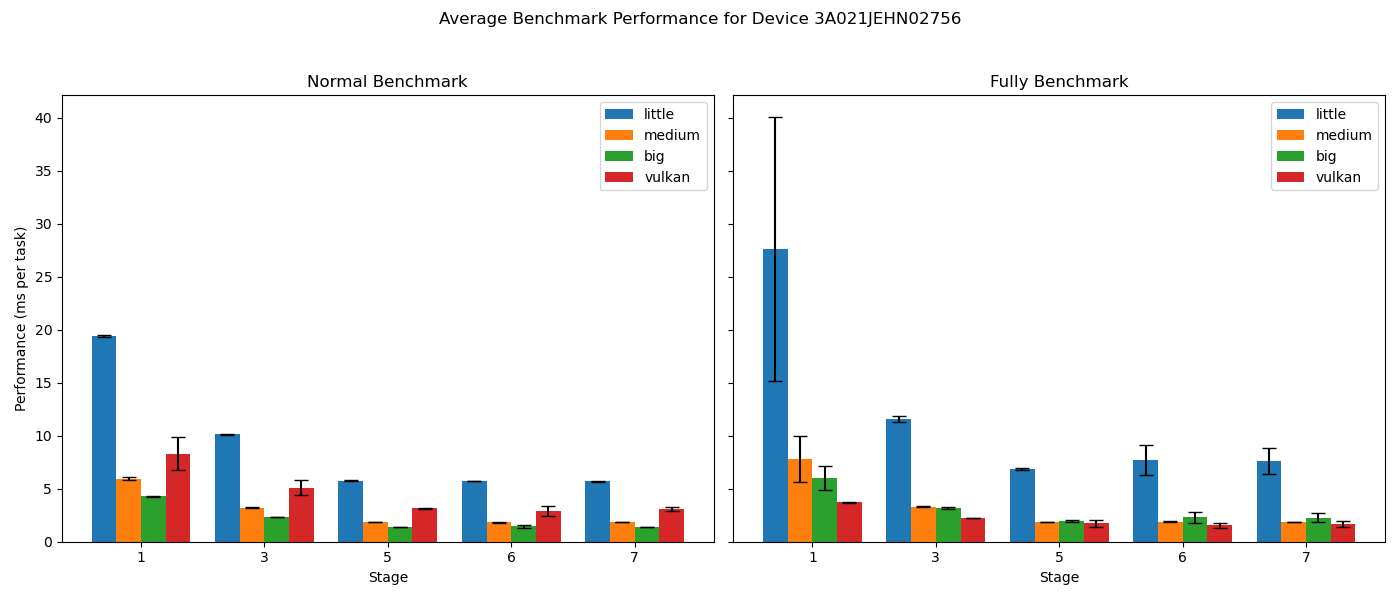 Average Benchmark Performance for Device 3A021JEHN02756
Normal Benchmark
Performance (ms per task)
40
35
30
25
20
15
10
5
0
little
medium
big
vulkan
1 3 5 6 7
Stage
Fully Benchmark
little
medium
big
vulkan
1 3 5 6 7
Stage